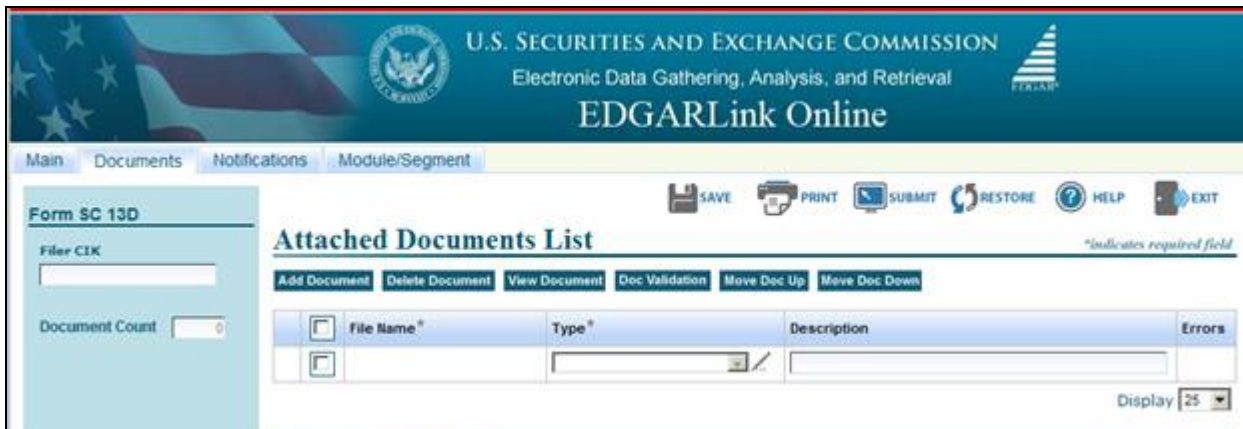 U.S. SECURITIES AND EXCHANGE COMMISSION
Electronic Data Gathering, Analysis, and Retrieval
EDGARLink Online
EDGAR®
Main Documents Notifications Module/Segment
SAVE PRINT SUBMIT RESTORE HELP EXIT
Form SC 13D
Filer CIK
Document Count 0
Attached Documents List
*indicates required field
Add Document Delete Document View Document Doc Validation Move Doc Up Move Doc Down
File Name* Type* Description Errors
Display 25